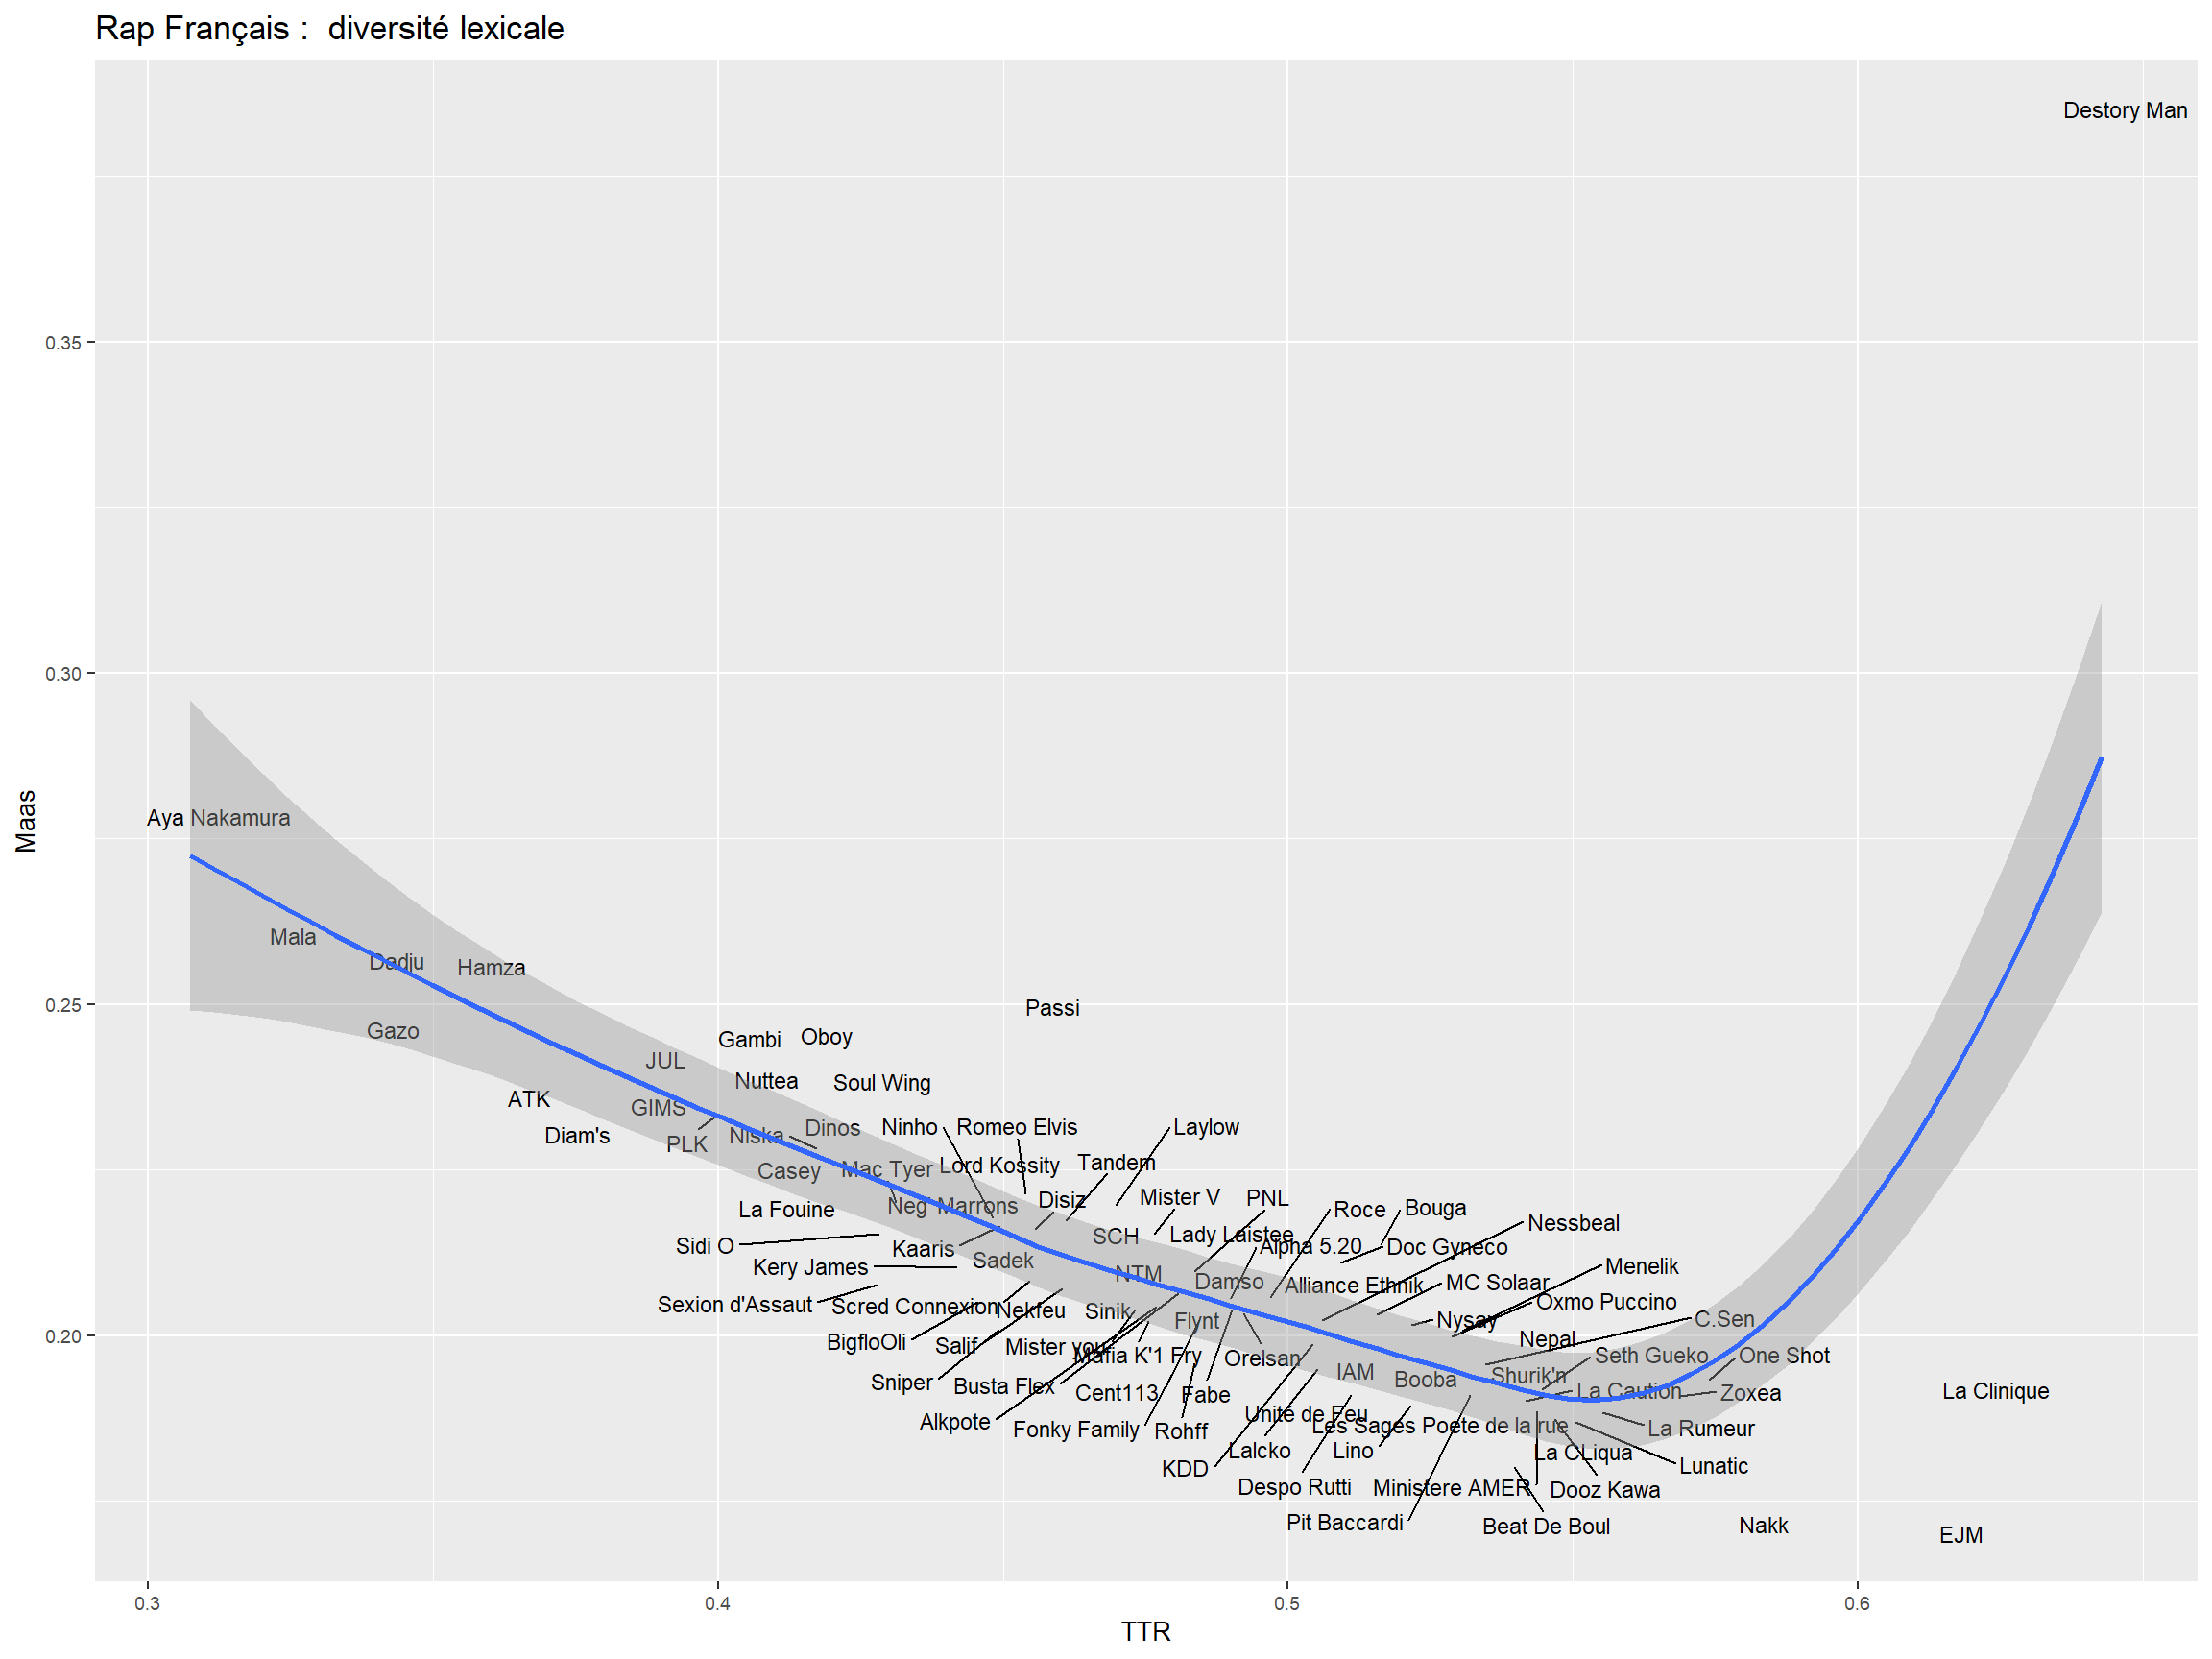 Rap Français :  diversité lexicale
Destory Man
0.35
0.30
Maas
Aya Nakamura
Mala
Dadju
Hamza
0.25
Passi
Gazo
Gambi
Oboy
JUL
Nuttea
Soul Wing
ATK
GIMS
Diam's
PLK
Niska
Dinos
Ninho
Romeo Elvis
Laylow
Casey
Mac Tyer
Lord Kossity
Tandem
La Fouine
Neg' Marrons
Disiz
Mister V
PNL
Roce
Bouga
Nessbeal
Sidi O
Kaaris
SCH
Lady Laistee
Alpha 5.20
Doc Gyneco
Kery James
Sadek
NTM
Damso
Alliance Ethnik
MC Solaar
Menelik
Sexion d'Assaut
Scred Connexion
Nekfeu
Sinik
Flynt
Nysay
Oxmo Puccino
C.Sen
0.20
BigfloOli
Salif
Mister you
Mafia K'1 Fry
Orelsan
IAM
Nepal
Seth Gueko
One Shot
Sniper
Busta Flex
Cent113
Fabe
Booba
Shurik'n
La Caution
Zoxea
La Clinique
Alkpote
Fonky Family
Rohff
Unité de Feu
Les Sages Poete de la rue
La Rumeur
KDD
Lalcko
Lino
La CLiqua
Lunatic
Despo Rutti
Ministere AMER
Dooz Kawa
Pit Baccardi
Beat De Boul
Nakk
EJM
0.3
0.4
0.5
0.6
TTR